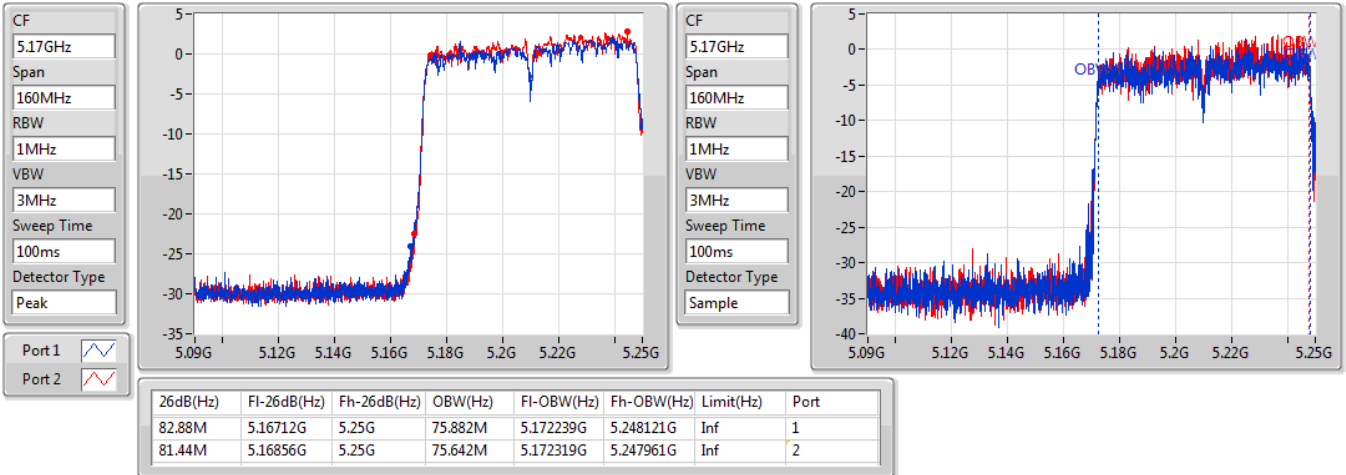 CF
5.17GHz
Span
160MHz
RBW
1MHz
VBW
3MHz
Sweep Time
100ms
Detector Type
Peak
Port 1
Port 2
5
0
-5
-10
-15
-20
-25
-30
-35
5.09G 5.12G 5.14G 5.16G 5.18G 5.2G 5.22G 5.25G
CF
5.17GHz
Span
160MHz
RBW
1MHz
VBW
3MHz
Sweep Time
100ms
Detector Type
Sample
5
0
-5
-10
-15
-20
-25
-30
-35
-40
5.09G 5.12G 5.14G 5.16G 5.18G 5.2G 5.22G 5.25G
26dB(Hz) Fl-26dB(Hz) Fh-26dB(Hz) OBW(Hz) Fl-OBW(Hz) Fh-OBW(Hz) Limit(Hz) Port
82.88M 5.16712G 5.25G 75.882M 5.172239G 5.248121G Inf 1
81.44M 5.16856G 5.25G 75.642M 5.172319G 5.247961G Inf 2